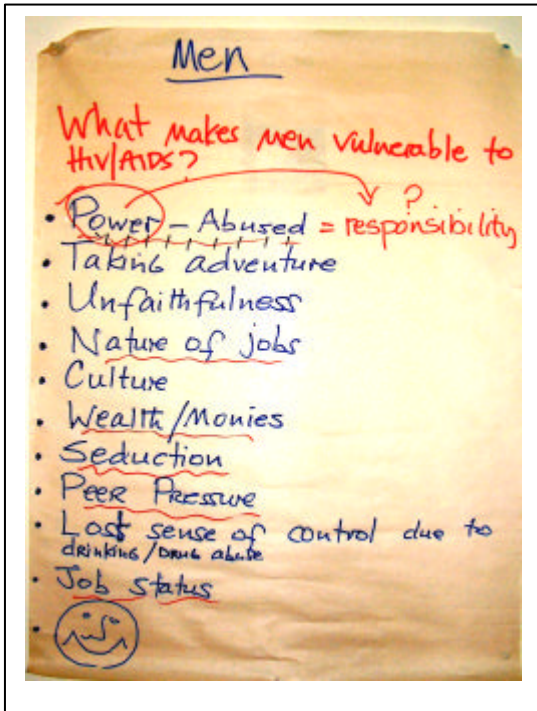 Men
What makes men vulnerable to
HIV/AIDS?
?
• Power - Abused = responsibility
• Taking adventure
• Unfaithfulness
• Nature of jobs
• Culture
• Wealth/Monies
• Seduction
• Peer Pressure
• Lost sense of control due to
drinking/Drug abuse
• Job status